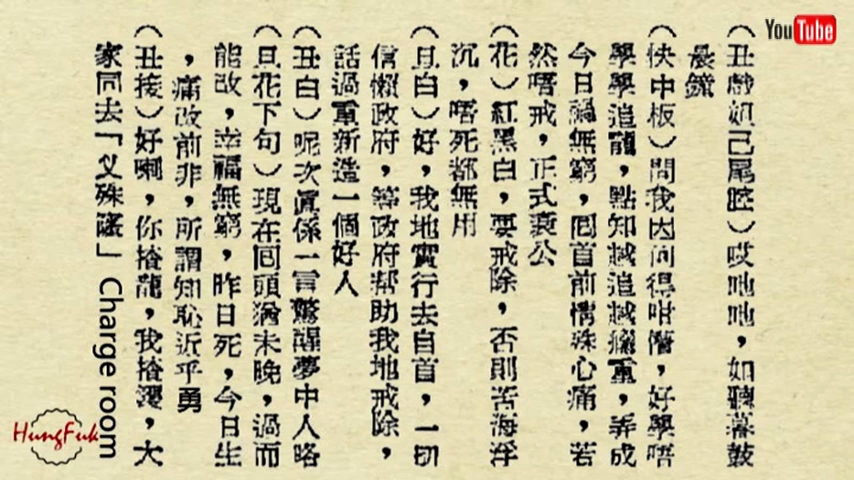 (丑戲妲己尾腔)哎吔吔，如聽暮鼓
晨鐘
(快中板)問我因何得咁僭，好學唔
學學追龍，點知越追越癮重，弄成
今日禍無窮，回首前情殊心痛，若
然唔戒，正式衰公
(花)紅黑白，要戒除，否則苦海浮
沉，唔死都無用
(旦白)好，我地實行去自首，一切
信懶政府，等政府幫助我地戒除，
話過重新造一個好人
(丑白)呢次眞係一言驚醒夢中人咯
(旦花下句)現在回頭猶未晚，過而
能改，幸福無窮，昨日死，今日生
，痛改前非，所謂知恥近乎勇
(丑接)好喇，你揸龍，我揸
家同去「乂殊隆」Charge room
YouTube
HungFuk